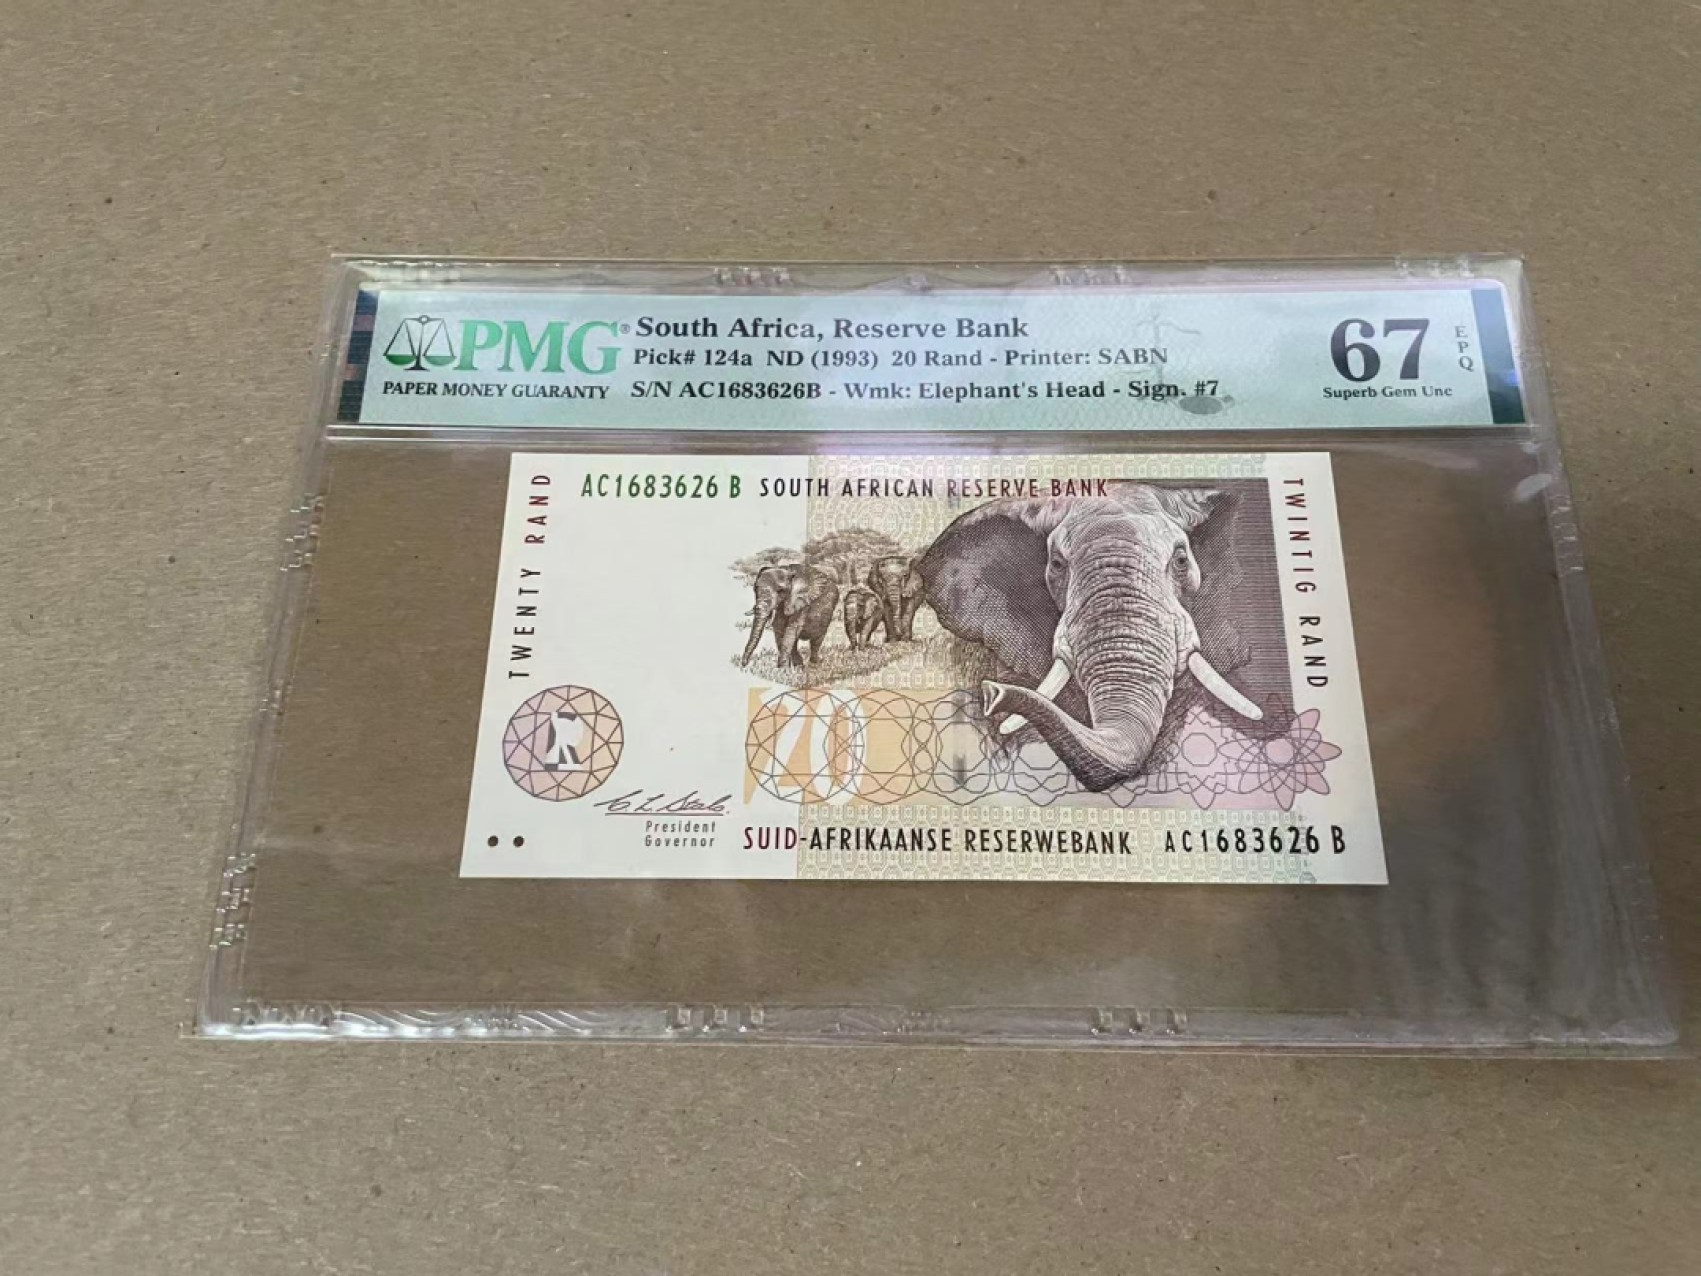 PMG®
PAPER MONEY GUARANTY
South Africa, Reserve Bank
Pick# 124a ND (1993) 20 Rand - Printer: SABN
S/N AC1683626B - Wmk: Elephant's Head - Sign. #7
67
EPQ
Superb Gem Unc
TWENTY RAND
AC1683626 B
SOUTH AFRICAN RESERVE BANK
TWINTIG RAND
R
20
C L Stals.
President
Governor
SUID-AFRIKAANSE RESERWEBANK
AC1683626 B